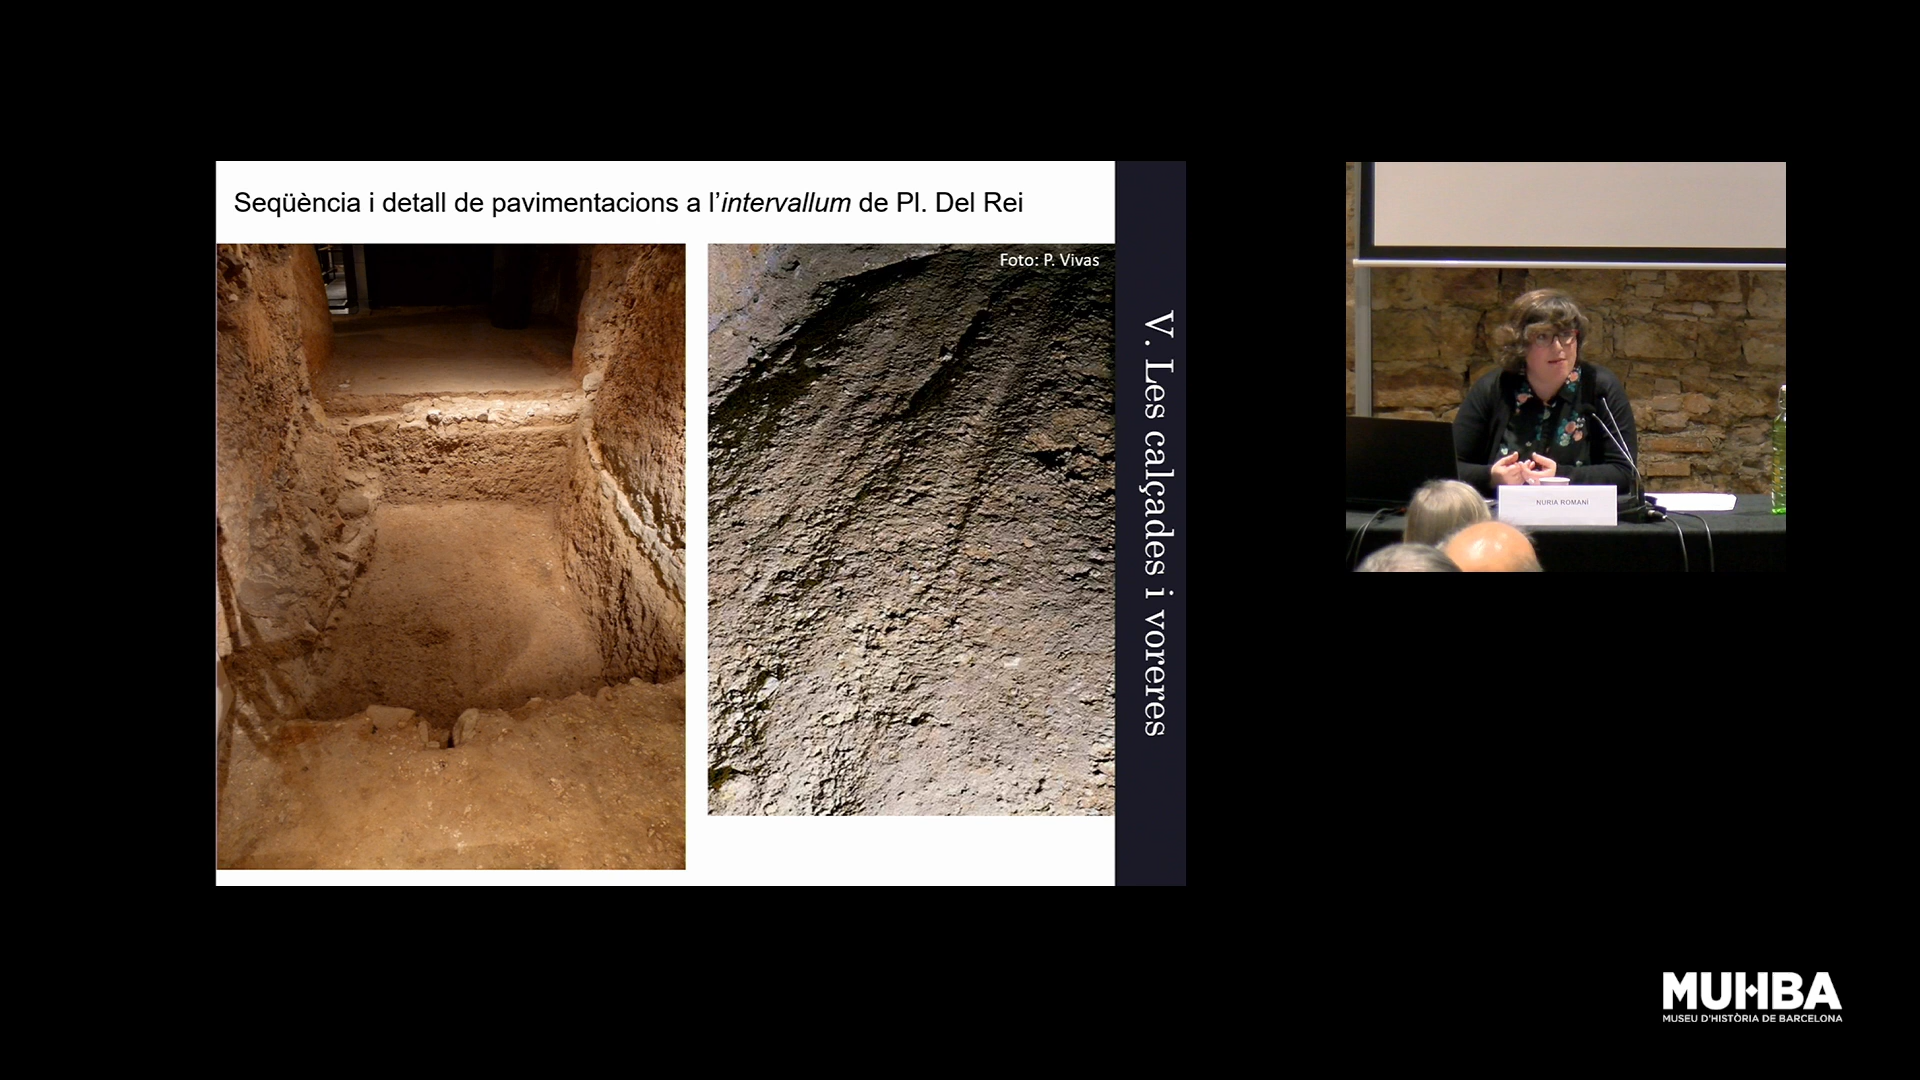 Seqüència i detall de pavimentacions a l’intervallum de Pl. Del Rei
Foto: P. Vivas
V. Les calçades i voreres
NURIA ROMANÍ
MUHBA
MUSEU D'HISTÒRIA DE BARCELONA